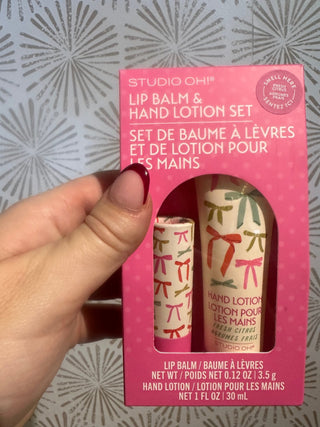 STUDIO OH!®
LIP BALM &
HAND LOTION SET
SET DE BAUME À LÈVRES
ET DE LOTION POUR
LES MAINS
SMELL HERE
SENTEZ ICI
HAND LOTION
LOTION POUR
LES MAINS
FRESH CITRUS
AGRUMES FRAIS
STUDIO OH!
LIP BALM / BAUME À LÈVRES
NET WT / POIDS NET 0.12 OZ | 3.5 g
HAND LOTION / LOTION POUR LES MAINS
NET 1 FL OZ | 30 mL